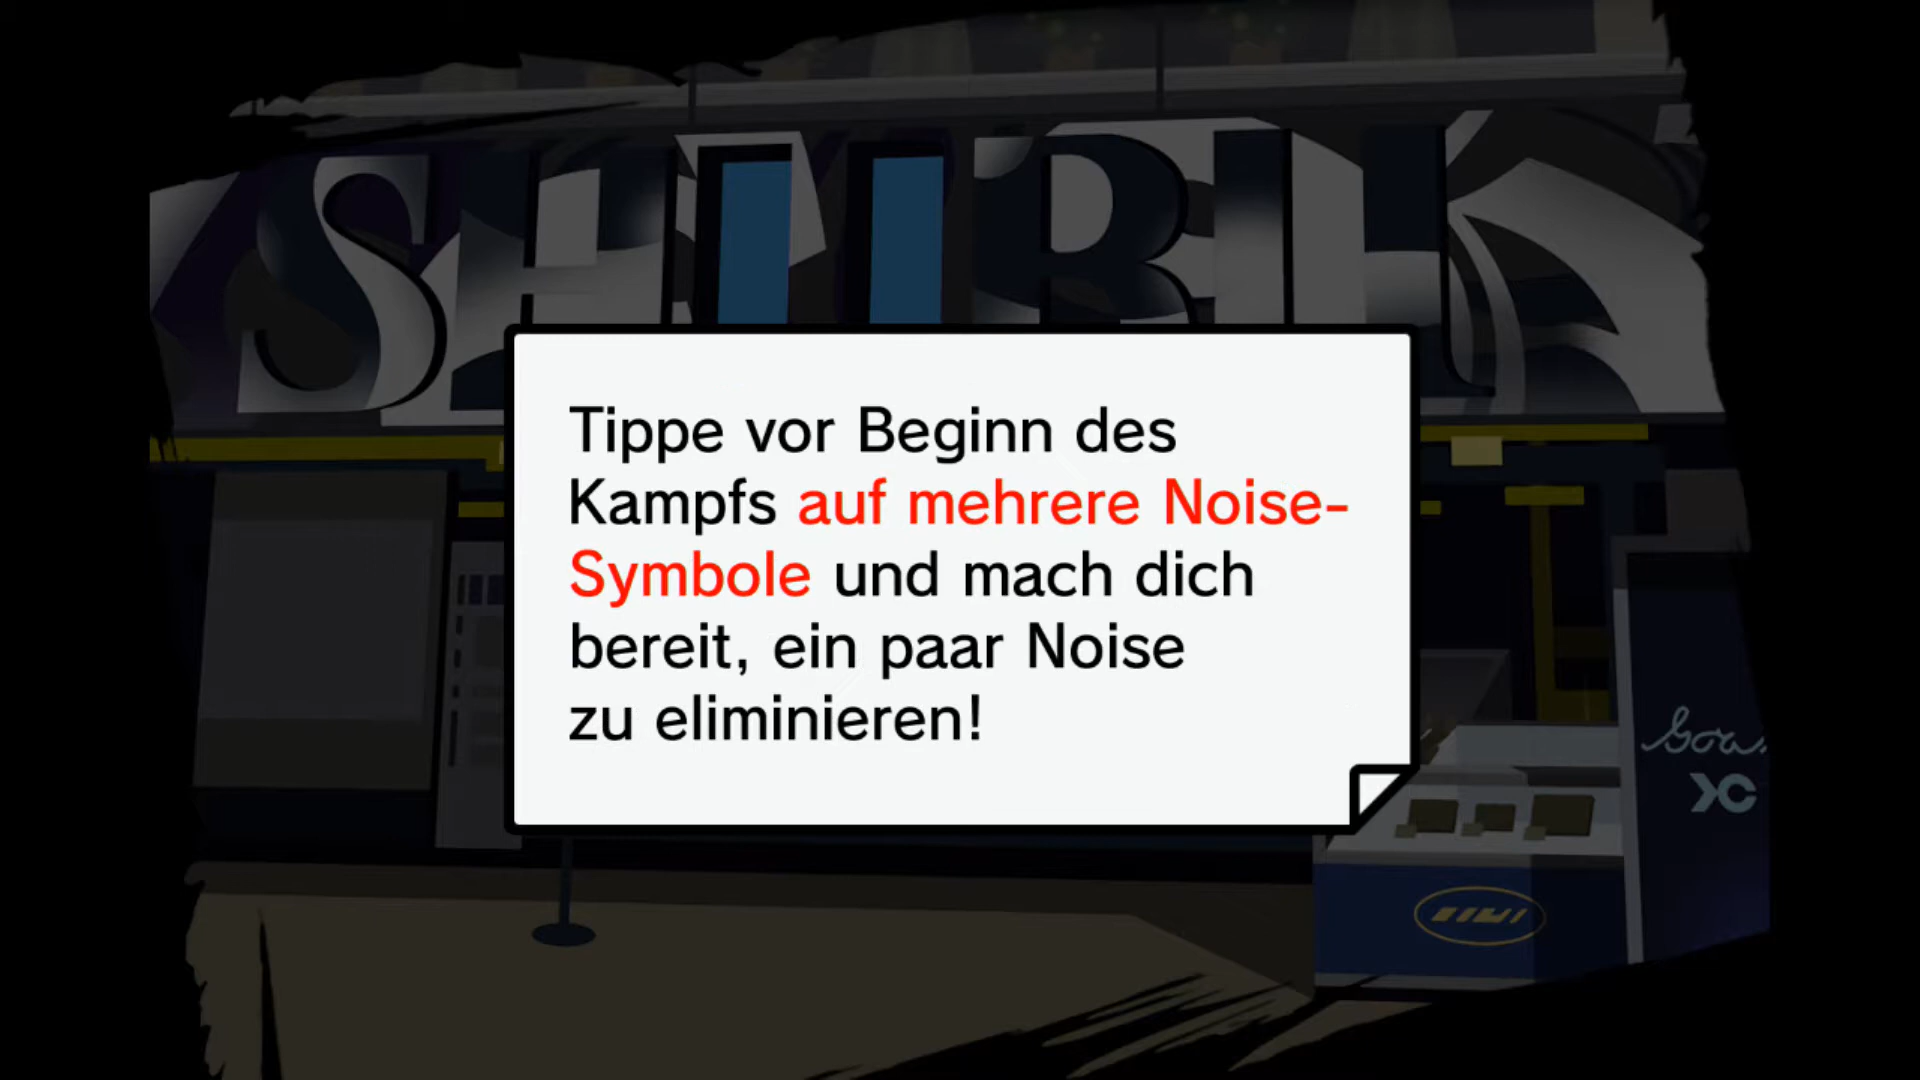 Tippe vor Beginn des
Kampfs auf mehrere Noise-
Symbole und mach dich
bereit, ein paar Noise
zu eliminieren!